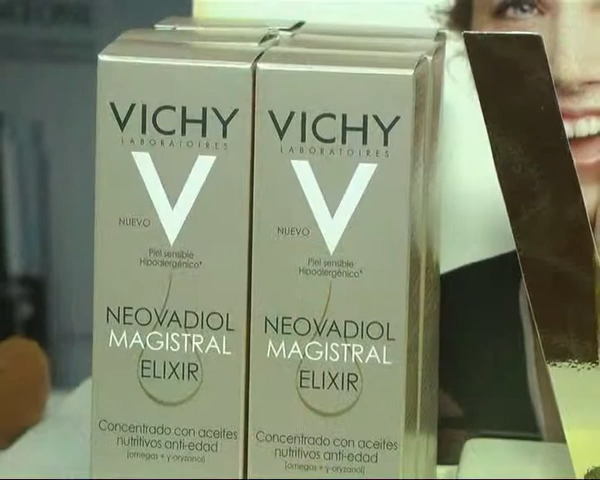 VICHY
LABORATOIRES
V
NUEVO
Piel sensible
Hipoalergénico*
NEOVADIOL
MAGISTRAL
ELIXIR
Concentrado con aceites
nutritivos anti-edad
[omegas + γ-oryzanol]
VICHY
LABORATOIRES
V
NUEVO
Piel sensible
Hipoalergénico*
NEOVADIOL
MAGISTRAL
ELIXIR
Concentrado con aceites
nutritivos anti-edad
[omegas + γ-oryzanol]